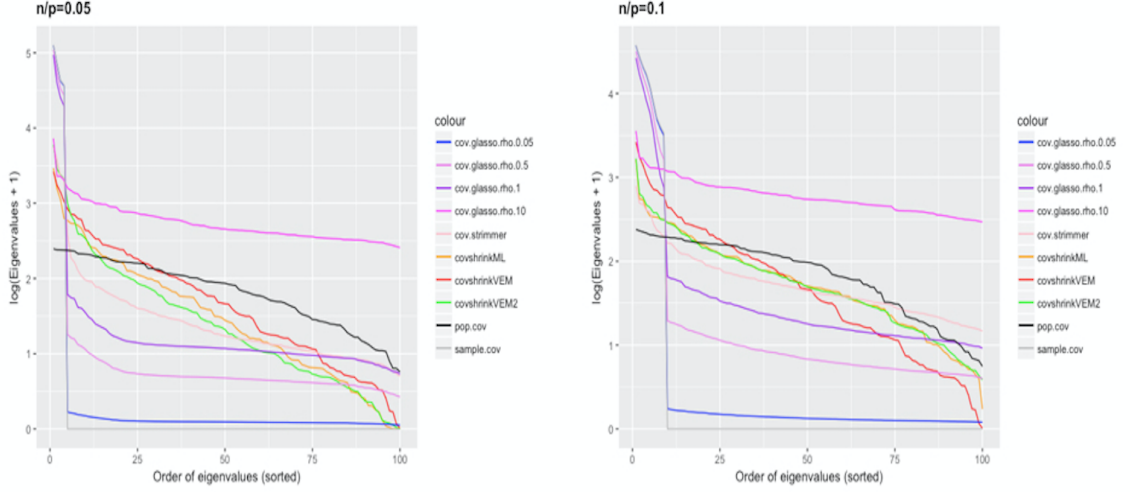 n/p=0.05
log(Eigenvalues + 1)
5
4
3
2
1
0
0 25 50 75 100
Order of eigenvalues (sorted)
colour
cov.glasso.rho.0.05
cov.glasso.rho.0.5
cov.glasso.rho.1
cov.glasso.rho.10
cov.strimmer
covshrinkML
covshrinkVEM
covshrinkVEM2
pop.cov
sample.cov
n/p=0.1
log(Eigenvalues + 1)
4
3
2
1
0
0 25 50 75 100
Order of eigenvalues (sorted)
colour
cov.glasso.rho.0.05
cov.glasso.rho.0.5
cov.glasso.rho.1
cov.glasso.rho.10
cov.strimmer
covshrinkML
covshrinkVEM
covshrinkVEM2
pop.cov
sample.cov